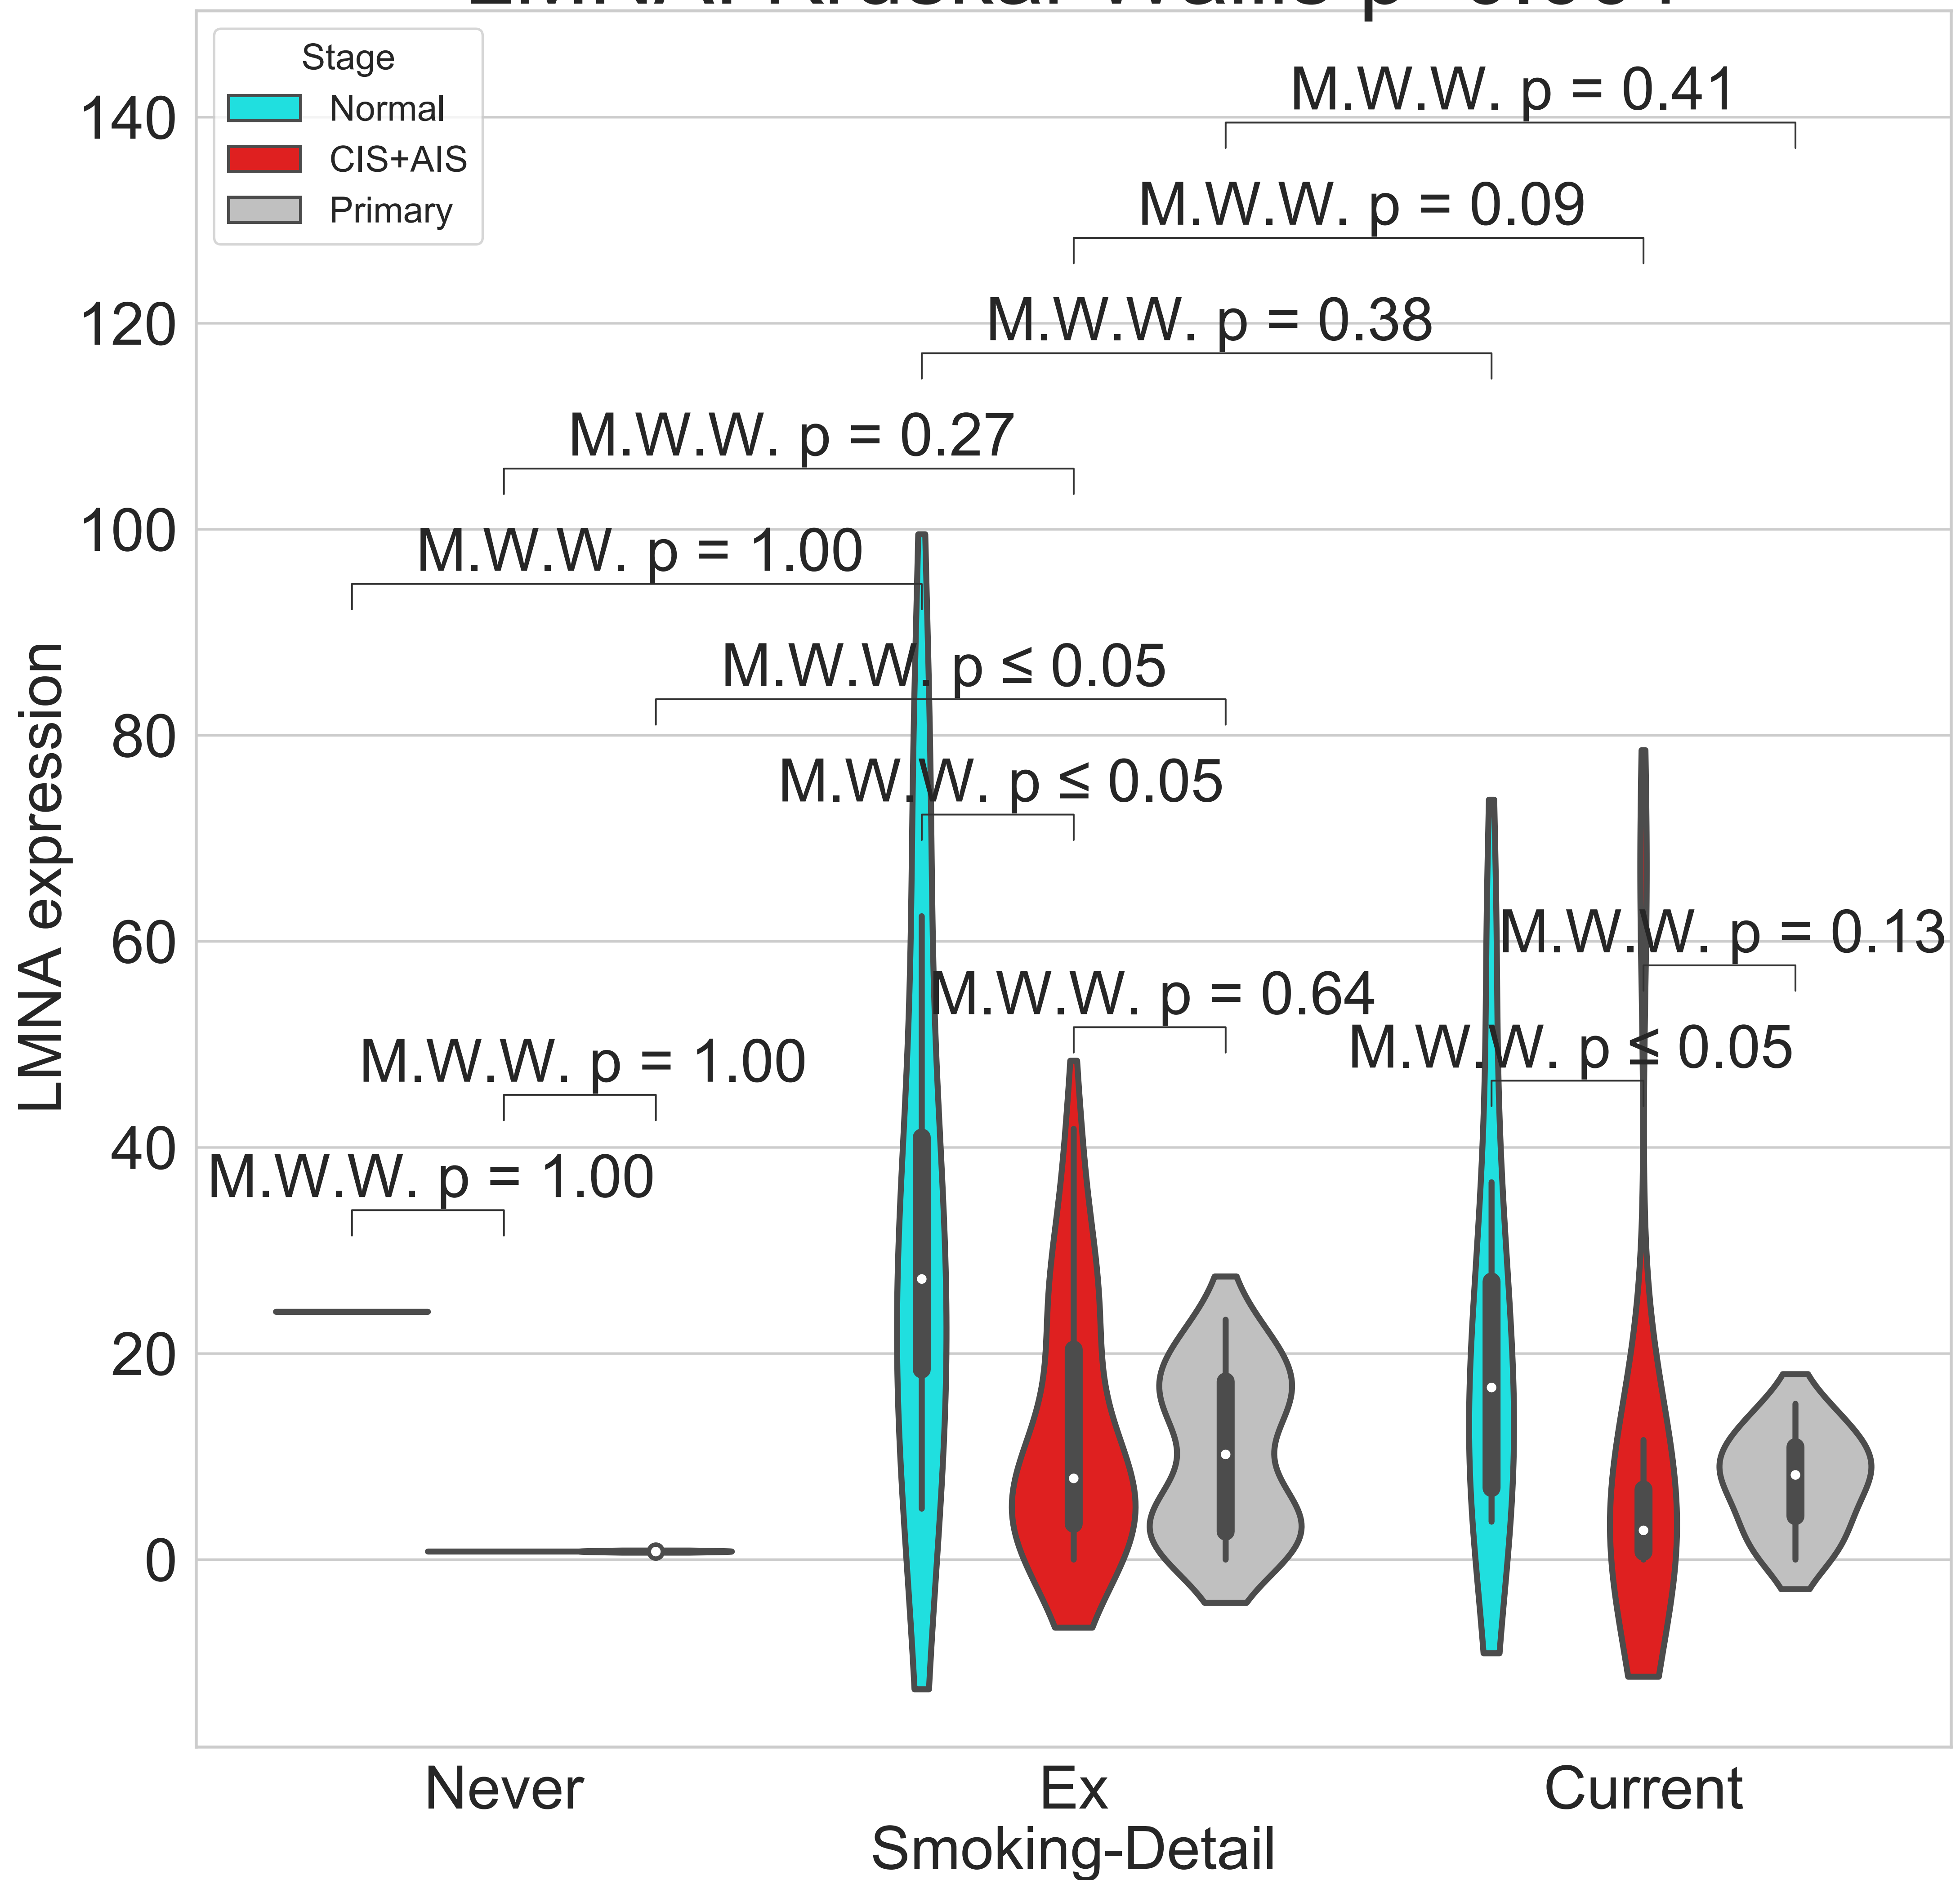 Stage
Normal
CIS+AIS
Primary
140
120
100
80
60
40
20
0
LMNA expression
M.W.W. p = 0.41
M.W.W. p = 0.09
M.W.W. p = 0.38
M.W.W. p = 0.27
M.W.W. p = 1.00
M.W.W. p ≤ 0.05
M.W.W. p ≤ 0.05
M.W.W. p = 0.13
M.W.W. p = 0.64
M.W.W. p ≤ 0.05
M.W.W. p = 1.00
M.W.W. p = 1.00
Never
Ex
Current
Smoking-Detail